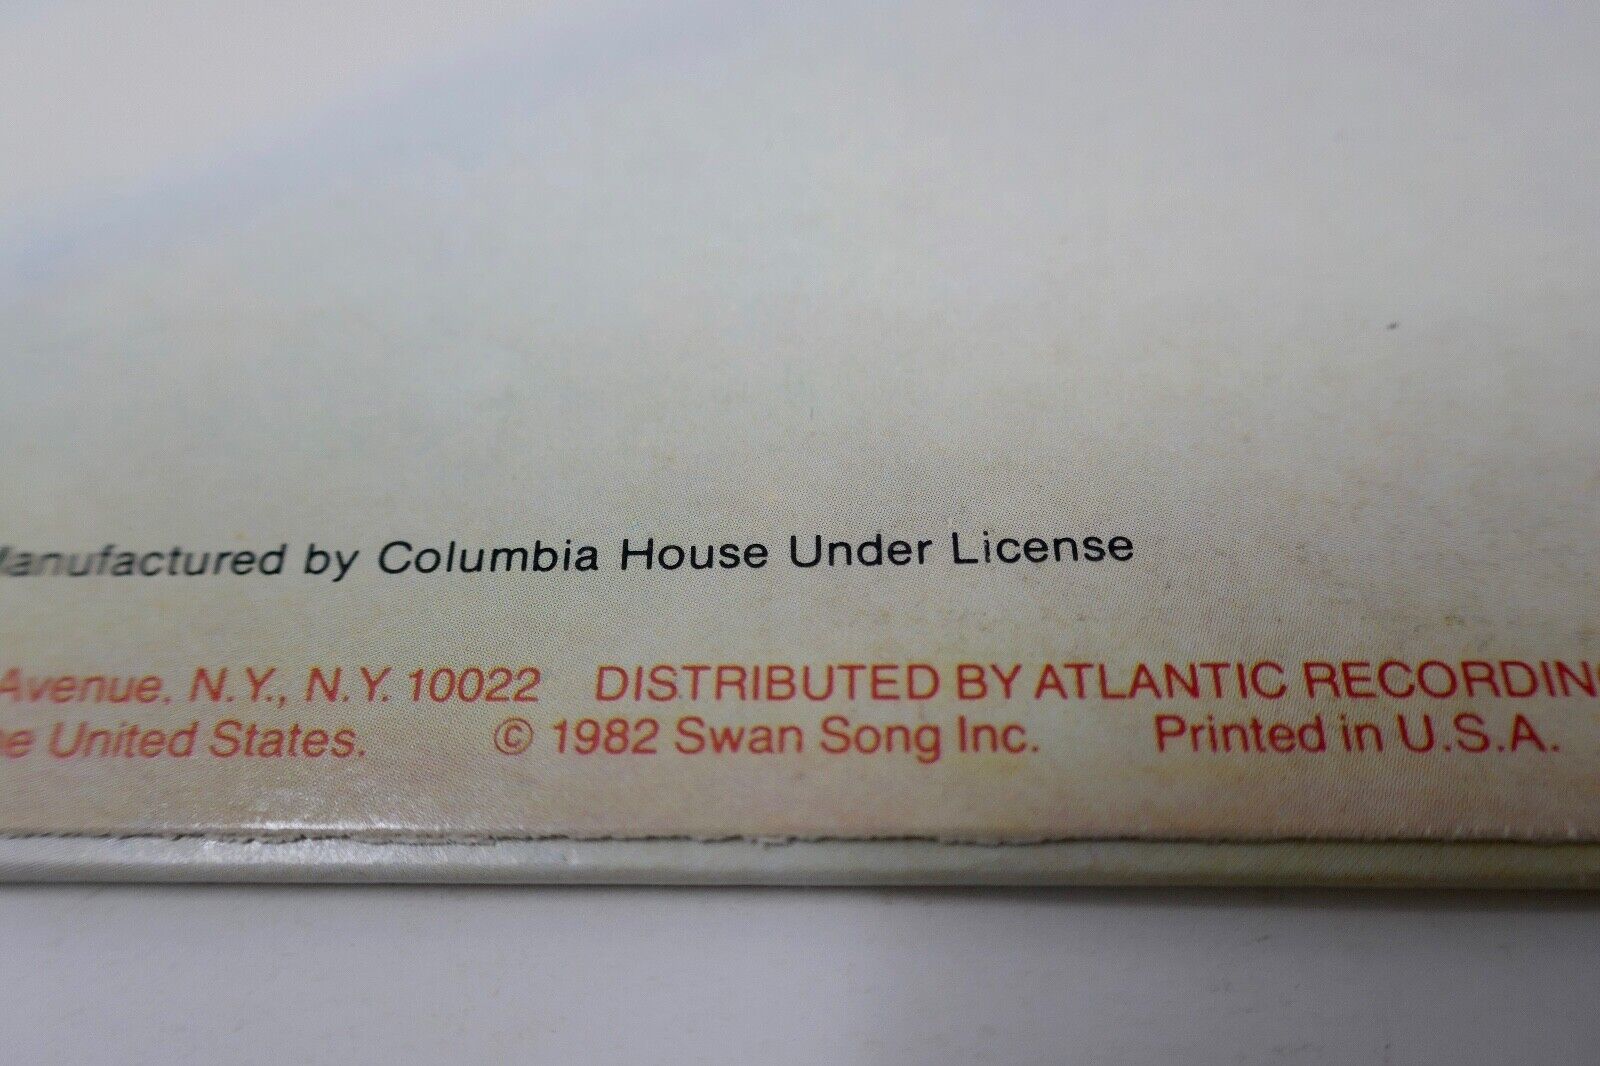 Manufactured by Columbia House Under License
Avenue, N.Y., N.Y. 10022 DISTRIBUTED BY ATLANTIC RECORDIN
he United States. © 1982 Swan Song Inc. Printed in U.S.A.